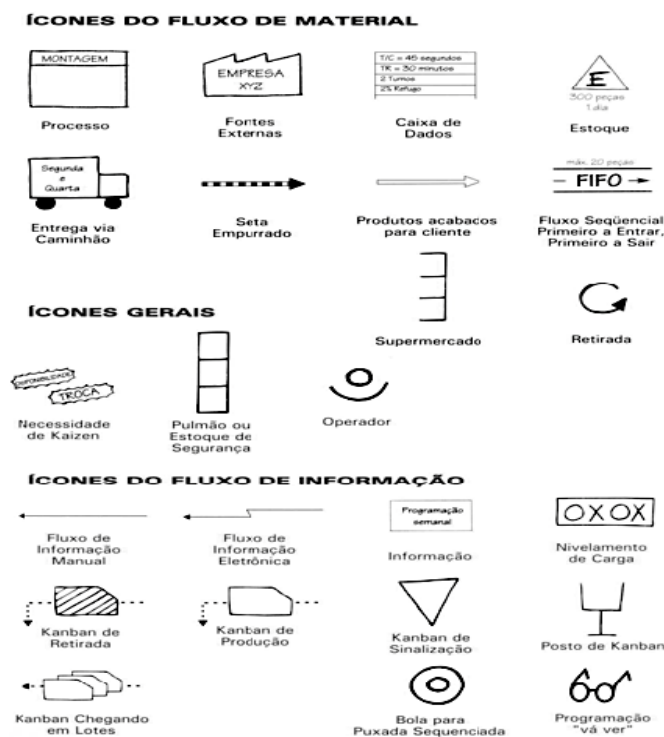 ÍCONES DO FLUXO DE MATERIAL
MONTAGEM
Processo
EMPRESA
XYZ
Fontes
Externas
T/C = 45 segundos
TR = 30 minutos
2 Turnos
2% Refugo
Caixa de
Dados
E
300 peças
1 dia
Estoque
Segunda
e
Quarta
Entrega via
Caminhão
Seta
Empurrado
Produtos acabacos
para cliente
máx. 20 peças
FIFO
Fluxo Seqüencial
Primeiro a Entrar,
Primeiro a Sair
Supermercado
Retirada
ÍCONES GERAIS
DISPONIBILIDADE
TROCA
Necessidade
de Kaizen
Pulmão ou
Estoque de
Segurança
Operador
ÍCONES DO FLUXO DE INFORMAÇÃO
Fluxo de
Informação
Manual
Fluxo de
Informação
Eletrônica
Programação
semanal
Informação
OXOX
Nivelamento
de Carga
Kanban de
Retirada
Kanban de
Produção
Kanban de
Sinalização
Posto de Kanban
Kanban Chegando
em Lotes
Bola para
Puxada Sequenciada
Programação
"vá ver"